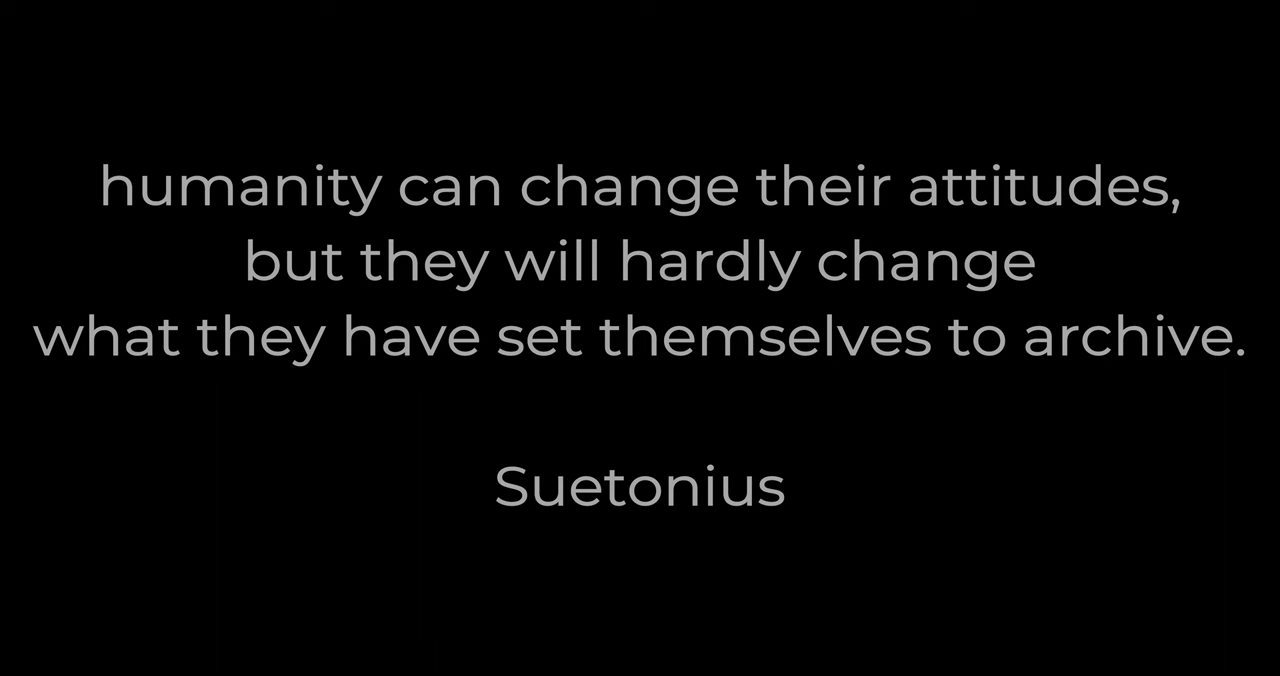 humanity can change their attitudes,
but they will hardly change
what they have set themselves to archive.
Suetonius